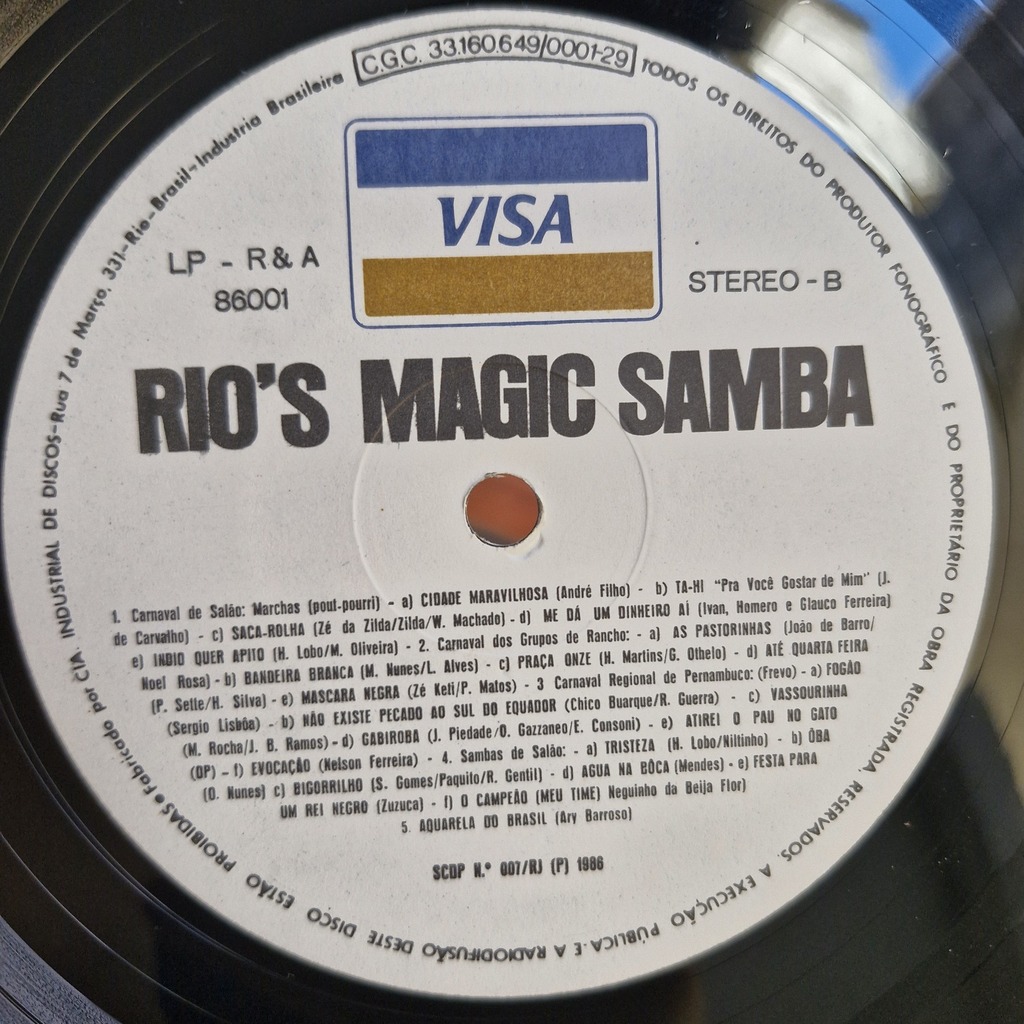 C.G.C. 33.160.649/0001-29
TODOS OS DIREITOS DO PRODUTOR FONOGRÁFICO E DO PROPRIETÁRIO DA OBRA REGISTRADA, RESERVADOS. A EXECUÇÃO PÚBLICA E A RADIODIFUSÃO DESTE DISCO ESTÃO PROIBIDAS • Fabricado por CIA. INDUSTRIAL DE DISCOS-Rua 7 de Março, 331-Rio-Brasil-Industria Brasileira
VISA
LP - R & A
86001
STEREO - B
RIO'S MAGIC SAMBA
1. Carnaval de Salão: Marchas (pout-pourri) - a) CIDADE MARAVILHOSA (André Filho) - b) TA-HI "Pra Você Gostar de Mim" (J.
de Carvalho) - c) SACA-ROLHA (Zé da Zilda/Zilda/W. Machado) - d) ME DÁ UM DINHEIRO AÍ (Ivan, Homero e Glauco Ferreira)
e) INDIO QUER APITO (H. Lobo/M. Oliveira) - 2. Carnaval dos Grupos de Rancho: - a) AS PASTORINHAS (João de Barro/
Noel Rosa) - b) BANDEIRA BRANCA (M. Nunes/L. Alves) - c) PRAÇA ONZE (H. Martins/G. Othelo) - d) ATÉ QUARTA FEIRA
(P. Sette/H. Silva) - e) MASCARA NEGRA (Zé Keti/P. Matos) - 3 Carnaval Regional de Pernambuco: (Frevo) - a) FOGÃO
(Sergio Lisbôa) - b) NÃO EXISTE PECADO AO SUL DO EQUADOR (Chico Buarque/R. Guerra) - c) VASSOURINHA
(M. Rocha/J. B. Ramos) - d) GABIROBA (J. Piedade/O. Gazzaneo/E. Consoni) - e) ATIREI O PAU NO GATO
(DP) - f) EVOCAÇÃO (Nelson Ferreira) - 4. Sambas de Salão: - a) TRISTEZA (H. Lobo/Niltinho) - b) ÔBA
(O. Nunes) c) BIGORRILHO (S. Gomes/Paquito/R. Gentil) - d) AGUA NA BÔCA (Mendes) - e) FESTA PARA
UM REI NEGRO (Zuzuca) - f) O CAMPEÃO (MEU TIME) Neguinho da Beija Flor)
5. AQUARELA DO BRASIL (Ary Barroso)
SCDP N.º 007/RJ (P) 1986